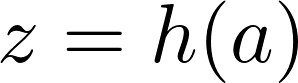 z = h(a)